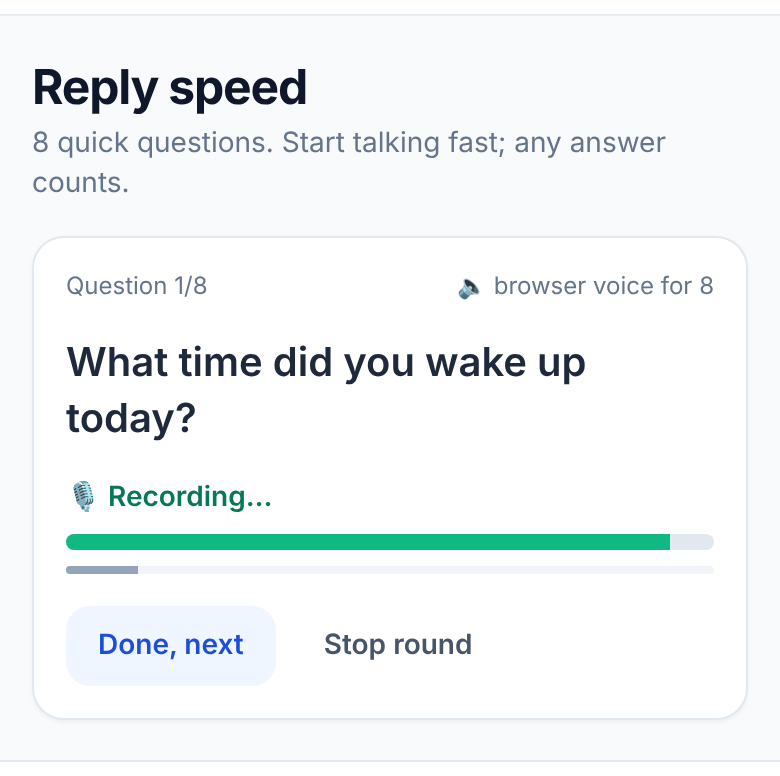 Reply speed
8 quick questions. Start talking fast; any answer
counts.
Question 1/8
🔈 browser voice for 8
What time did you wake up
today?
🎙️ Recording...
Done, next
Stop round